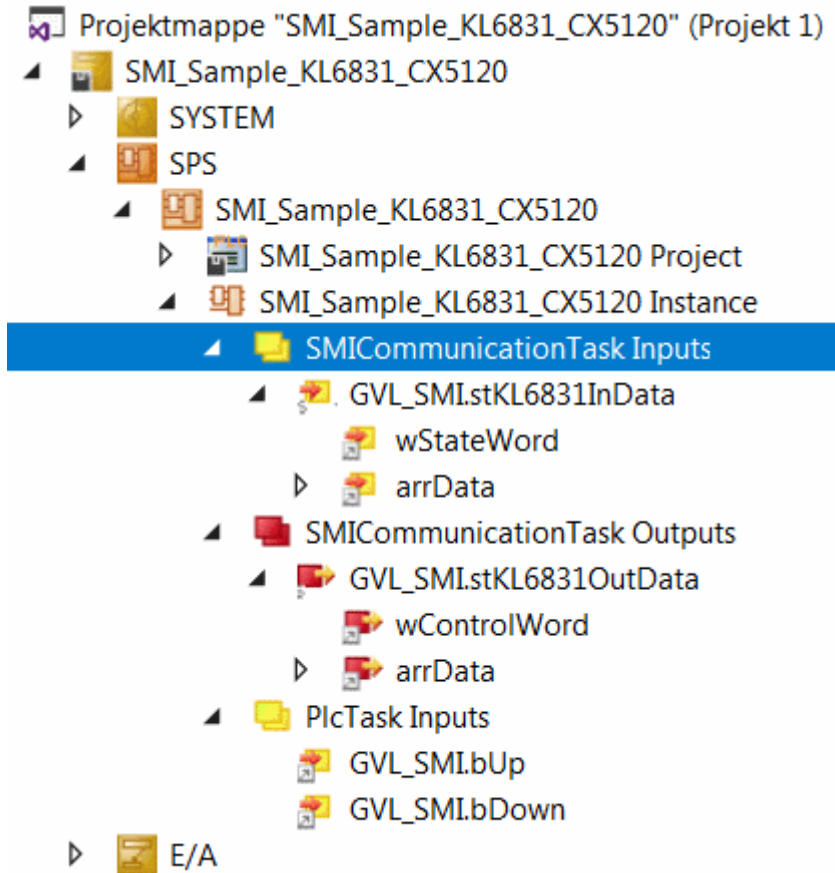 Projektmappe "SMI_Sample_KL6831_CX5120" (Projekt 1)
SMI_Sample_KL6831_CX5120
SYSTEM
SPS
SMI_Sample_KL6831_CX5120
SMI_Sample_KL6831_CX5120 Project
SMI_Sample_KL6831_CX5120 Instance
SMICommunicationTask Inputs
GVL_SMI.stKL6831InData
wStateWord
arrData
SMICommunicationTask Outputs
GVL_SMI.stKL6831OutData
wControlWord
arrData
PlcTask Inputs
GVL_SMI.bUp
GVL_SMI.bDown
E/A